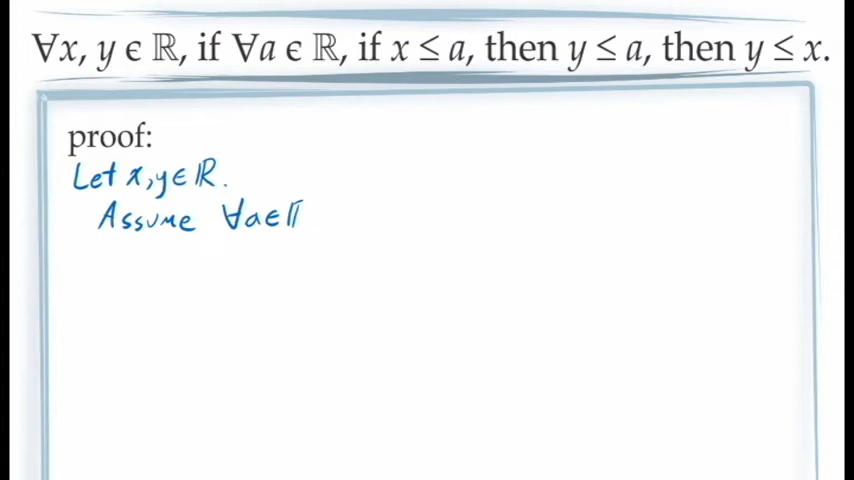 ∀x, y ϵ ℝ, if ∀a ϵ ℝ, if x ≤ a, then y ≤ a, then y ≤ x.
proof:
Let x,y∈ℝ.
Assume ∀a∈